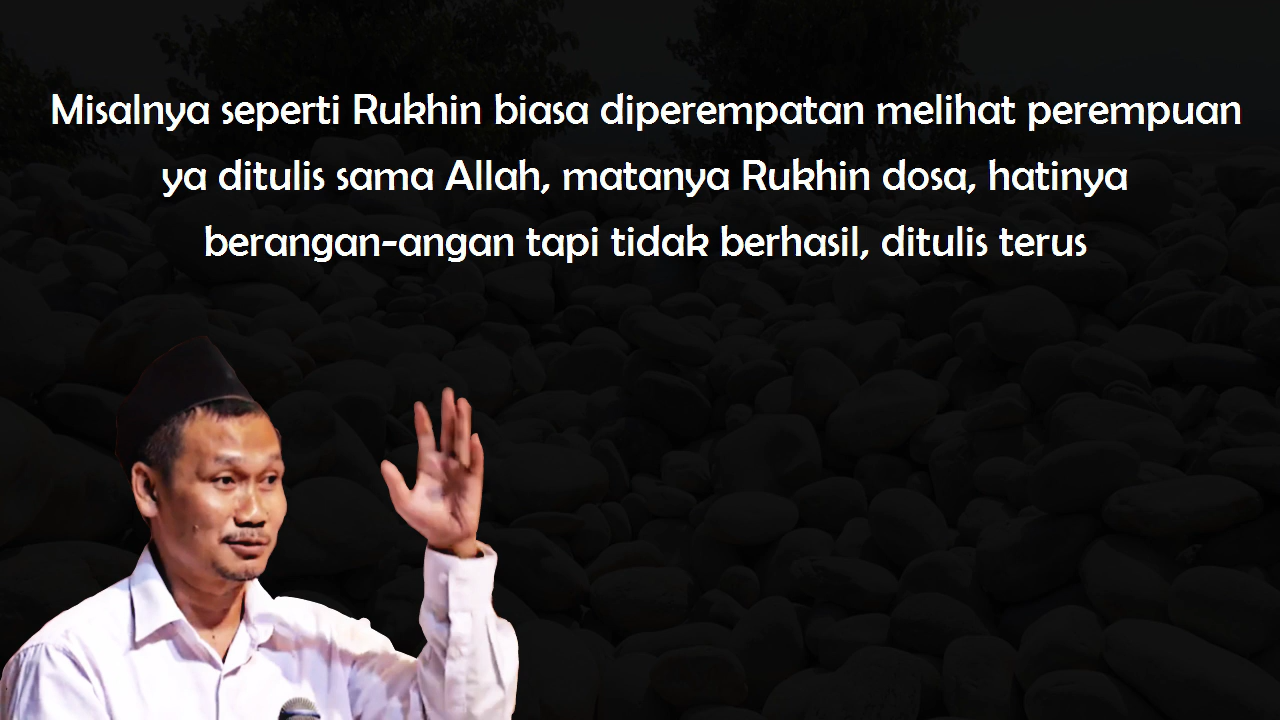 Misalnya seperti Rukhin biasa diperempatan melihat perempuan
ya ditulis sama Allah, matanya Rukhin dosa, hatinya
berangan-angan tapi tidak berhasil, ditulis terus